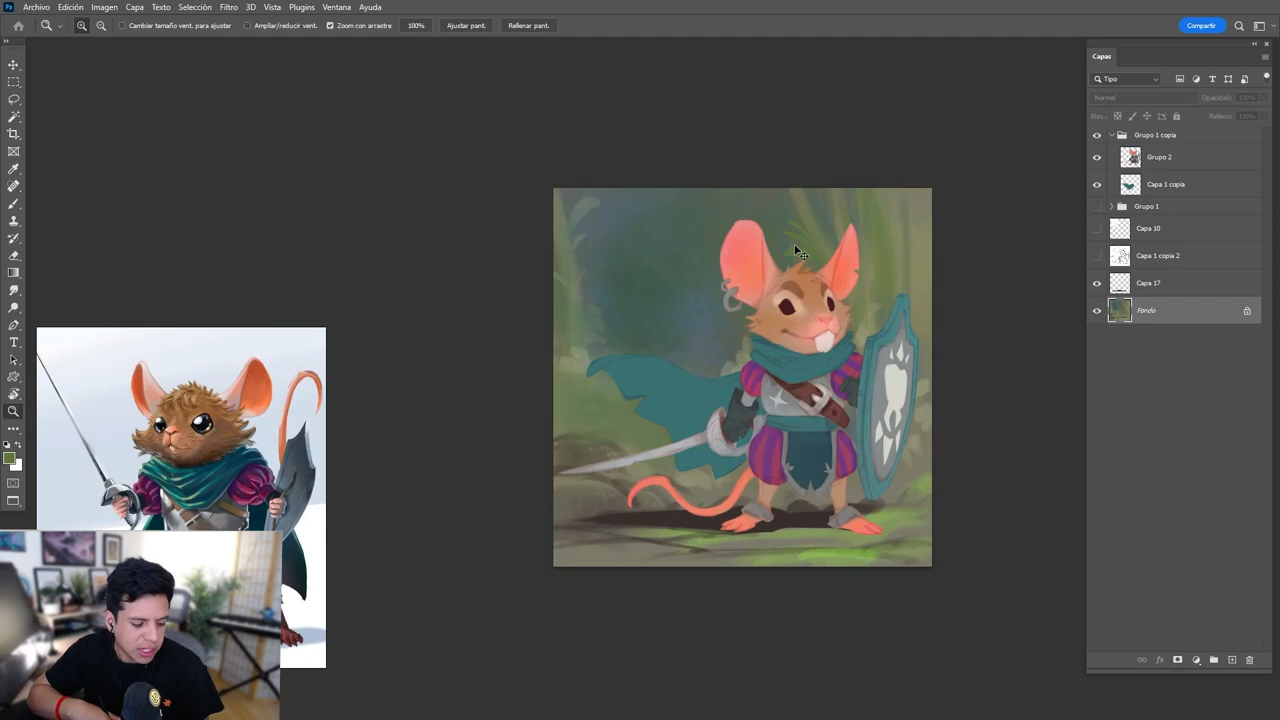 Ps Archivo Edición Imagen Capa Texto Selección Filtro 3D Vista Plugins Ventana Ayuda
Cambiar tamaño vent. para ajustar Ampliar/reducir vent. Zoom con arrastre 100% Ajustar pant. Rellenar pant. Compartir
Capas
Tipo
Normal Opacidad: 100%
Bloq.: Relleno: 100%
Grupo 1 copia
Grupo 2
Capa 1 copia
Grupo 1
Capa 10
Capa 1 copia 2
Capa 17
Fondo
fx